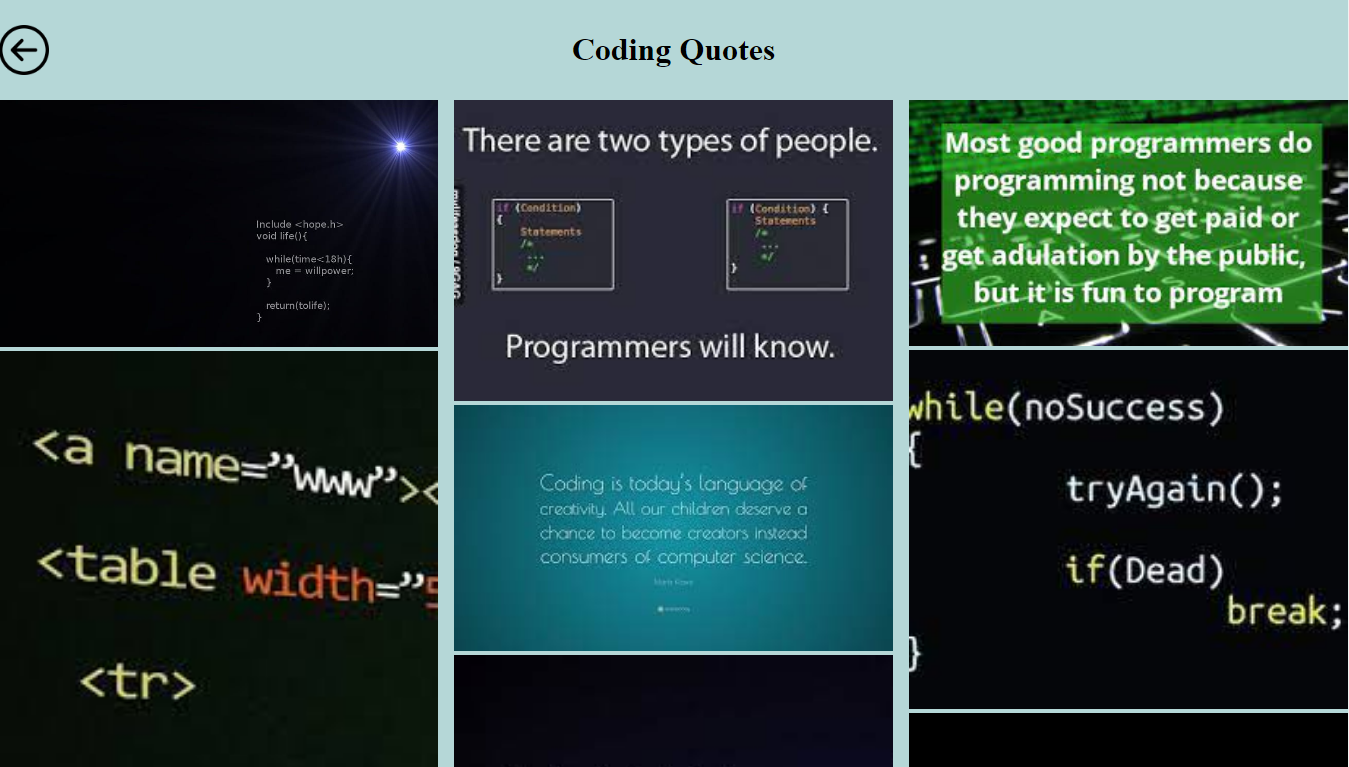 Coding Quotes
Include <hope.h>
void life(){
while(time<18h){
me = willpower;
}
return(tolife);
}
<a name=”www”><
<table width=”5
<tr>
There are two types of people.
if (Condition)
{
Statements
/*
...
*/
}
if (Condition) {
Statements
/*
...
*/
}
Programmers will know.
Coding is today's language of
creativity. All our children deserve a
chance to become creators instead
consumers of computer science.
Most good programmers do
programming not because
they expect to get paid or
get adulation by the public,
but it is fun to program
while(noSuccess)
{
tryAgain();
if(Dead)
break;
}